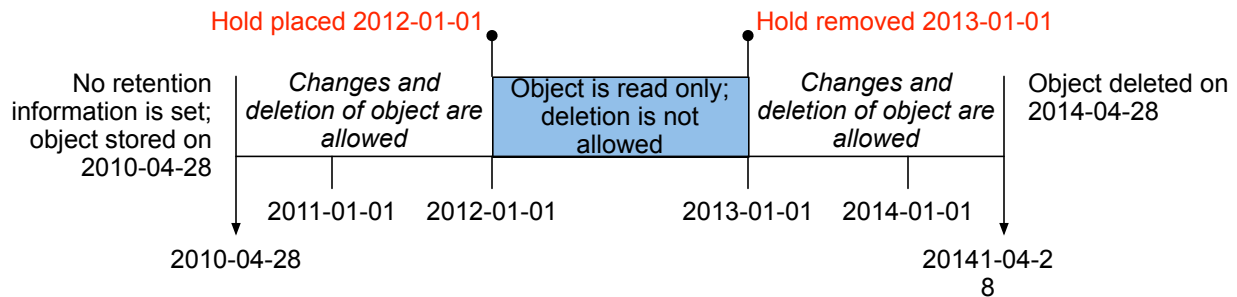 Hold placed 2012-01-01
Hold removed 2013-01-01
No retention
information is set;
object stored on
2010-04-28
Changes and
deletion of object are
allowed
Object is read only;
deletion is not
allowed
Changes and
deletion of object are
allowed
Object deleted on
2014-04-28
2011-01-01
2012-01-01
2013-01-01
2014-01-01
2010-04-28
20141-04-2
8